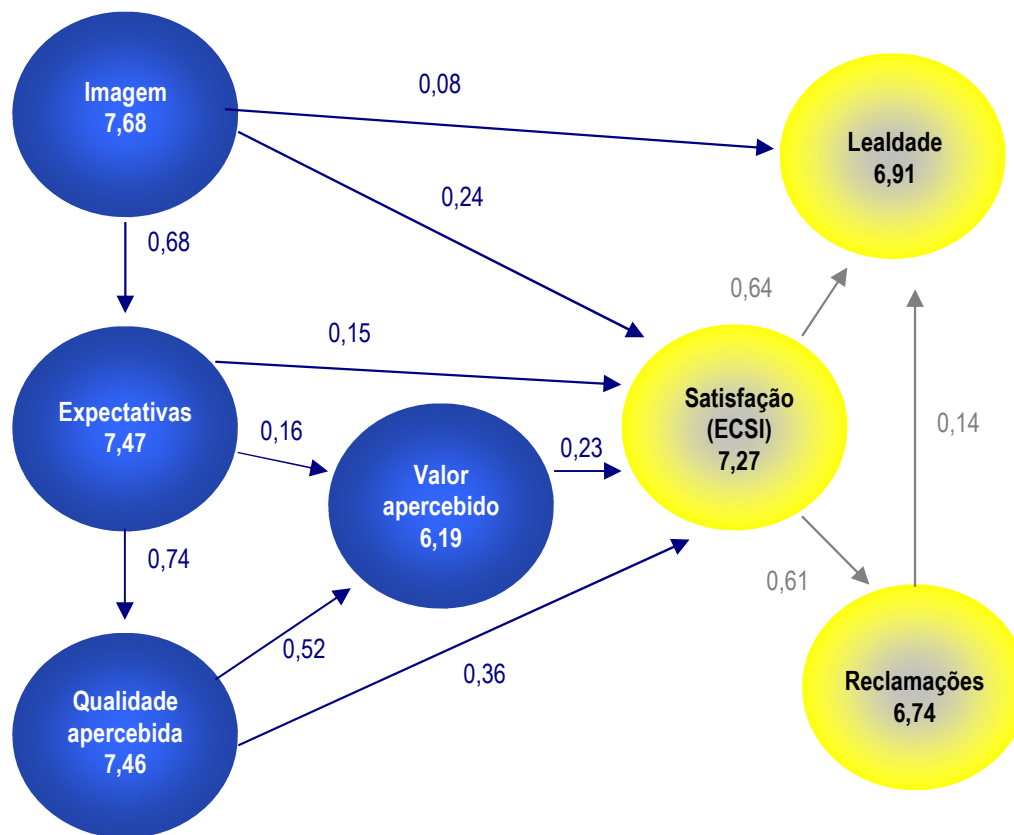 Imagem
7,68
0,08
Lealdade
6,91
0,24
0,68
0,64
0,15
Expectativas
7,47
0,16
Satisfação
(ECSI)
7,27
0,14
0,23
Valor
apercebido
6,19
0,74
0,61
0,52
0,36
Qualidade
apercebida
7,46
Reclamações
6,74